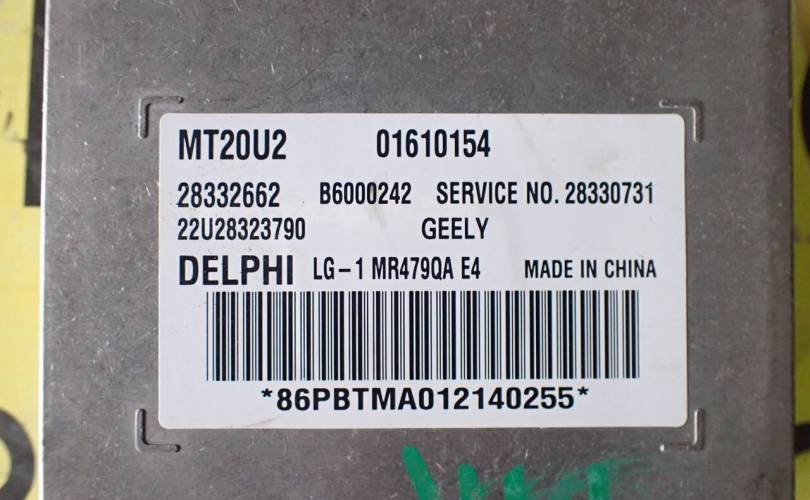 MT20U2 01610154
28332662 B6000242 SERVICE NO. 28330731
22U28323790 GEELY
DELPHI LG-1 MR479QA E4 MADE IN CHINA
*86PBTMA012140255*